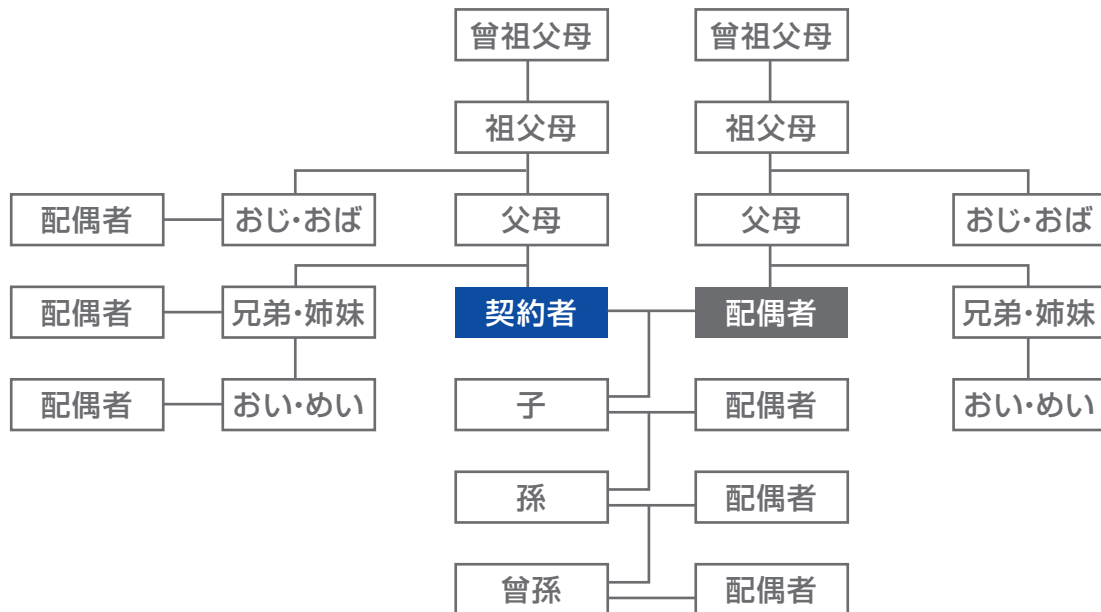 曾祖父母 曾祖父母
祖父母 祖父母
配偶者 おじ・おば 父母 父母 おじ・おば
配偶者 兄弟・姉妹 契約者 配偶者 兄弟・姉妹
配偶者 おい・めい 子 配偶者 おい・めい
孫 配偶者
曾孫 配偶者